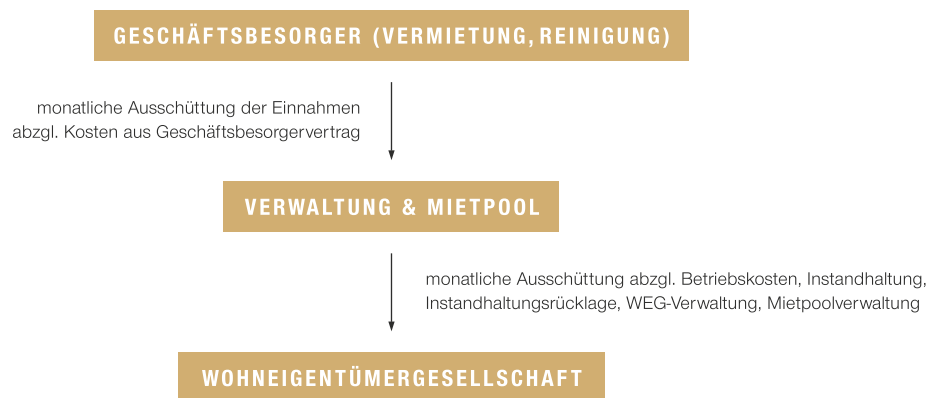 GESCHÄFTSBESORGER (VERMIETUNG, REINIGUNG)
monatliche Ausschüttung der Einnahmen
abzgl. Kosten aus Geschäftsbesorgervertrag
VERWALTUNG & MIETPOOL
monatliche Ausschüttung abzgl. Betriebskosten, Instandhaltung,
Instandhaltungsrücklage, WEG-Verwaltung, Mietpoolverwaltung
WOHNEIGENTÜMERGESELLSCHAFT